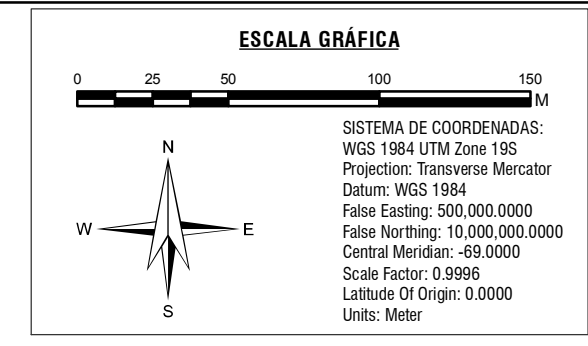 ESCALA GRÁFICA
0 25 50 100 150
M
N
W E
S
SISTEMA DE COORDENADAS:
WGS 1984 UTM Zone 19S
Projection: Transverse Mercator
Datum: WGS 1984
False Easting: 500,000.0000
False Northing: 10,000,000.0000
Central Meridian: -69.0000
Scale Factor: 0.9996
Latitude Of Origin: 0.0000
Units: Meter